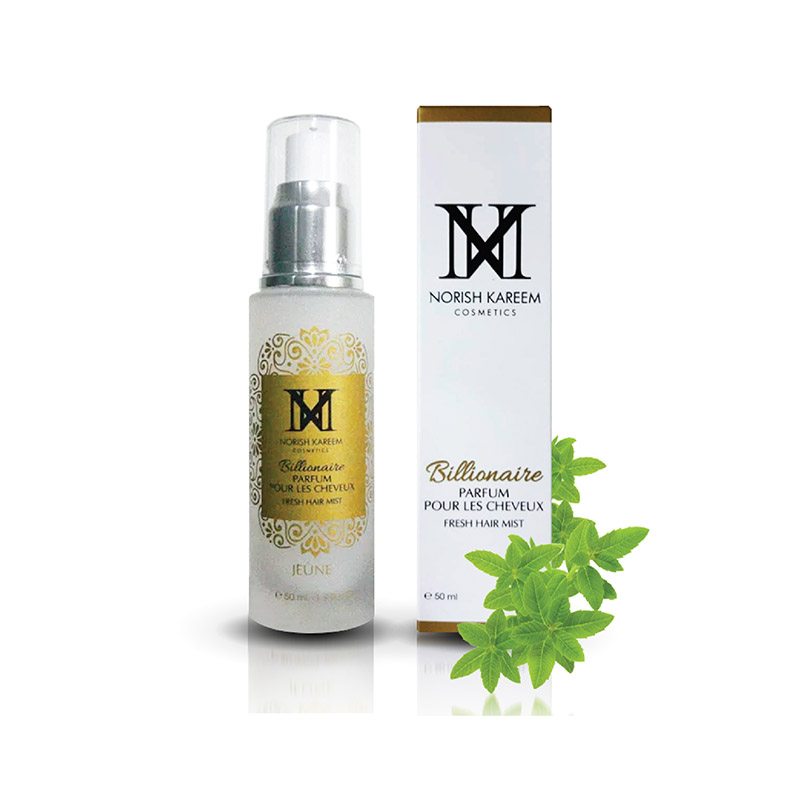 NORISH KAREEM
COSMETICS
Billionaire
PARFUM
POUR LES CHEVEUX
FRESH HAIR MIST
JEÛNE
℮ 50 ml
NORISH KAREEM
COSMETICS
Billionaire
PARFUM
POUR LES CHEVEUX
FRESH HAIR MIST
℮ 50 ml